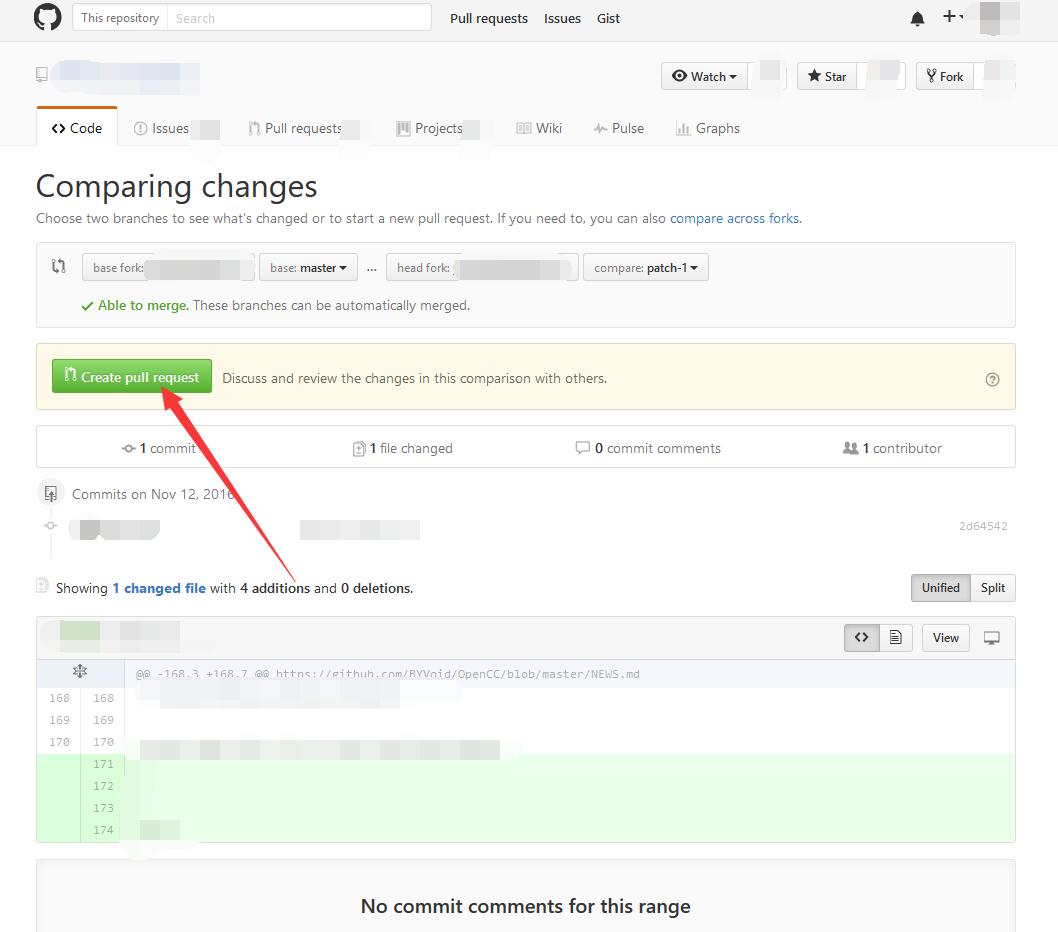 This repository Search Pull requests Issues Gist
Watch Star Fork
Code Issues Pull requests Projects Wiki Pulse Graphs
Comparing changes
Choose two branches to see what's changed or to start a new pull request. If you need to, you can also compare across forks.
base fork: base: master ... head fork: compare: patch-1
Able to merge. These branches can be automatically merged.
Create pull request Discuss and review the changes in this comparison with others.
1 commit 1 file changed 0 commit comments 1 contributor
Commits on Nov 12, 2016
2d64542
Showing 1 changed file with 4 additions and 0 deletions. Unified Split
View
@@ -168,3 +168,7 @@ https://github.com/BYVoid/OpenCC/blob/master/NEWS.md
168 168
169 169
170 170
171
172
173
174
No commit comments for this range